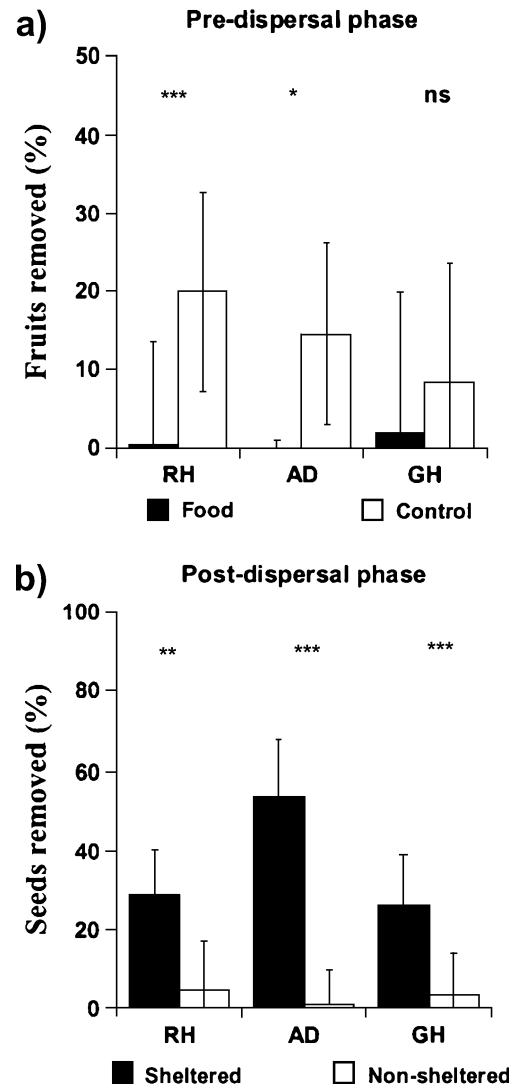 a)
Pre-dispersal phase
Fruits removed (%)
50
40
30
20
10
0
*** * ns
RH AD GH
Food Control
b)
Post-dispersal phase
Seeds removed (%)
100
80
60
40
20
0
** *** ***
RH AD GH
Sheltered Non-sheltered